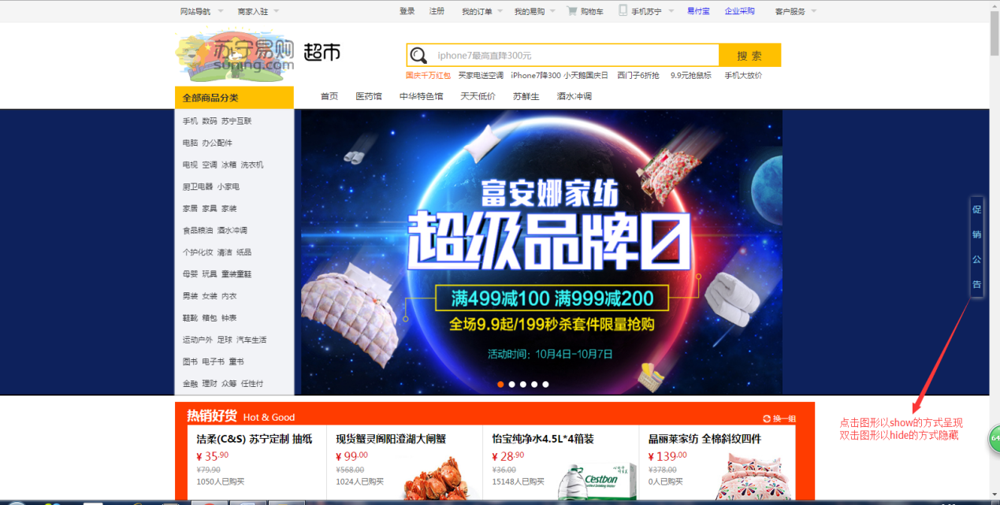 网站导航 商家入驻 登录 注册 我的订单 我的易购 购物车 手机苏宁 易付宝 企业采购 客户服务
苏宁易购 超市
suning.com
iphone7最高直降300元 搜 索
国庆千万红包 买家电送空调 iPhone7降300 小天鹅国庆日 西门子6折抢 9.9元抢鼠标 手机大放价
全部商品分类 首页 医药馆 中华特色馆 天天低价 苏鲜生 酒水冲调
手机 数码 苏宁互联
电脑 办公配件
电视 空调 冰箱 洗衣机
厨卫电器 小家电
家居 家具 家装
食品粮油 酒水冲调
个护化妆 清洁 纸品
母婴 玩具 童装童鞋
男装 女装 内衣
鞋靴 箱包 钟表
运动户外 足球 汽车生活
图书 电子书 童书
金融 理财 众筹 任性付
富安娜家纺
超级品牌日
满499减100 满999减200
全场9.9起/199秒杀套件限量抢购
活动时间：10月4日-10月7日
促
销
公
告
点击图形以show的方式呈现
双击图形以hide的方式隐藏
64
热销好货 Hot & Good 换一组
洁柔(C&S) 苏宁定制 抽纸
¥ 35.90
¥79.90
1050人已购买
现货蟹灵阁阳澄湖大闸蟹
¥ 99.00
¥568.00
1024人已购买
怡宝纯净水4.5L*4箱装
¥ 28.90
¥36.00
15148人已购买
Cestbon
晶丽莱家纺 全棉斜纹四件
¥ 139.00
¥378.00
0人已购买